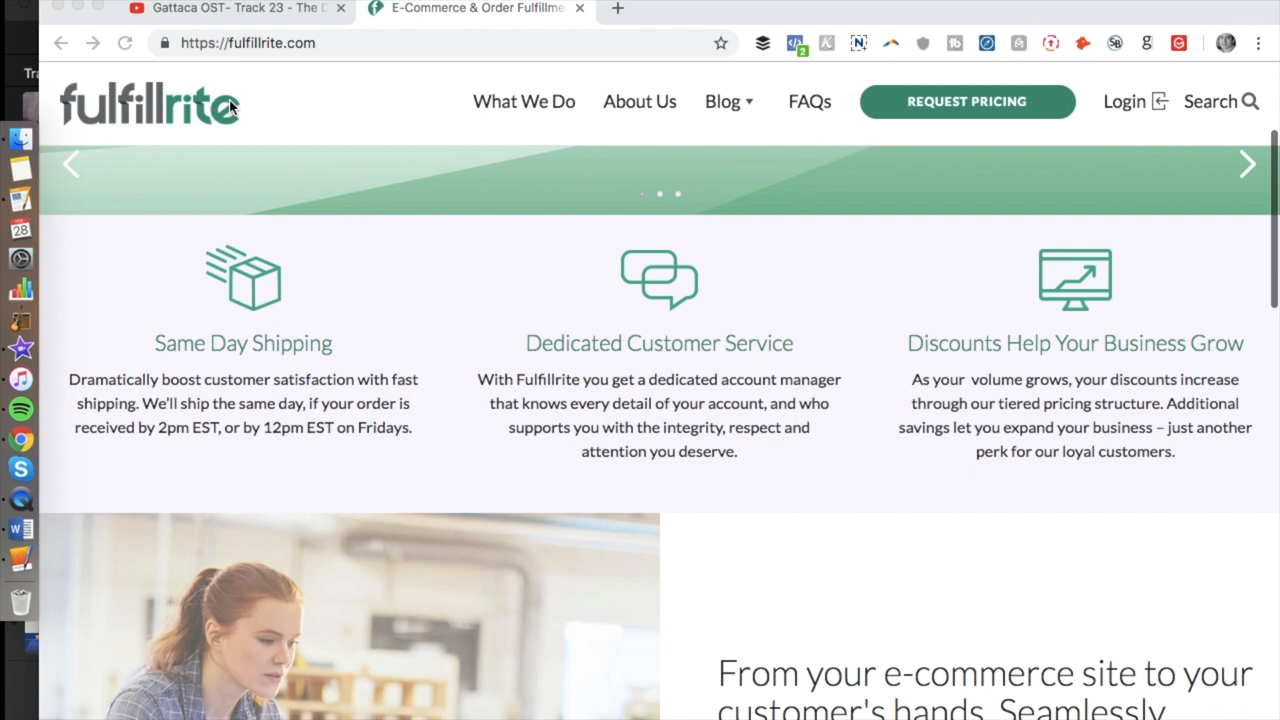 Gattaca OST- Track 23 - The D
E-Commerce & Order Fulfillme
https://fulfillrite.com
2
fulfillrite
What We Do
About Us
Blog
FAQs
REQUEST PRICING
Login
Search
28
Same Day Shipping
Dramatically boost customer satisfaction with fast
shipping. We'll ship the same day, if your order is
received by 2pm EST, or by 12pm EST on Fridays.
Dedicated Customer Service
With Fulfillrite you get a dedicated account manager
that knows every detail of your account, and who
supports you with the integrity, respect and
attention you deserve.
Discounts Help Your Business Grow
As your volume grows, your discounts increase
through our tiered pricing structure. Additional
savings let you expand your business – just another
perk for our loyal customers.
From your e-commerce site to your
customer's hands. Seamlessly